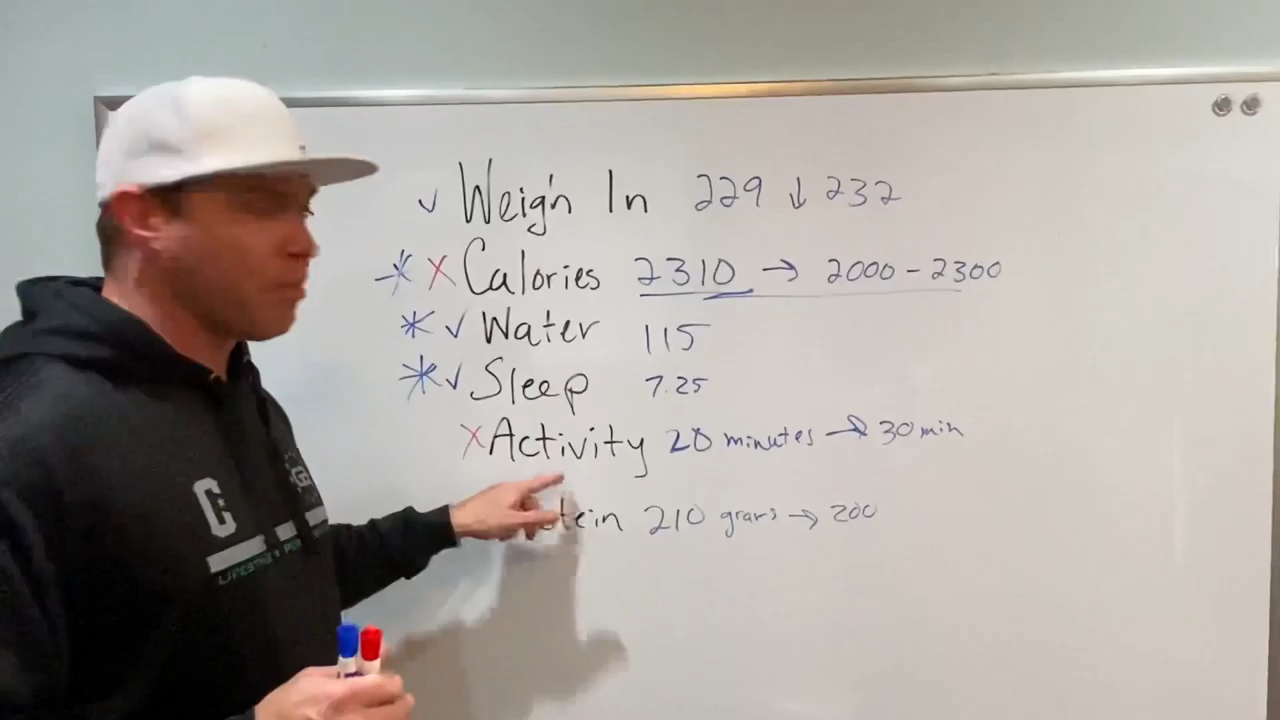 ✓ Weigh In 229 ↓ 232
* X Calories 2310 → 2000 - 2300
* ✓ Water 115
* ✓ Sleep 7.25
X Activity 20 minutes → 30 min
tein 210 grams → 200
C